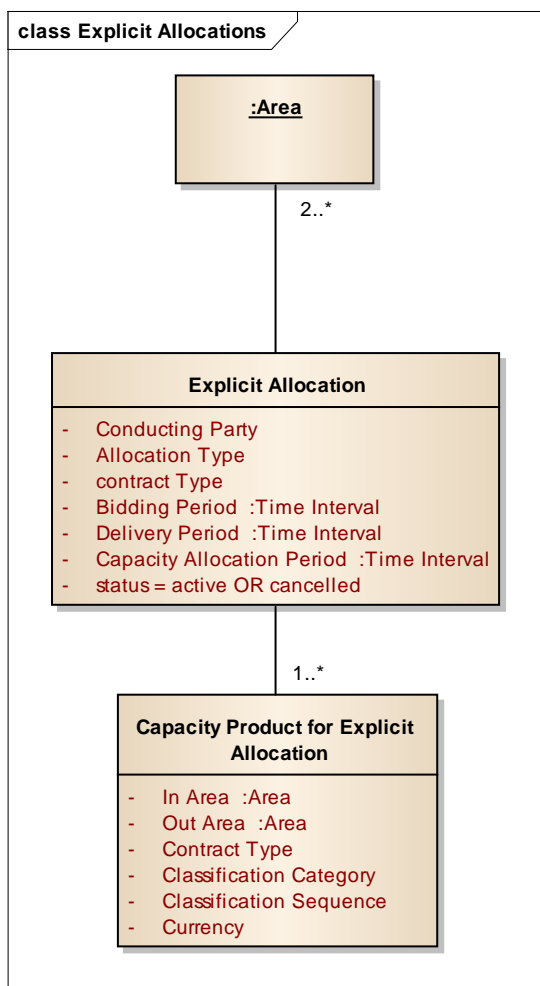 class Explicit Allocations
:Area
2..*
Explicit Allocation
- Conducting Party
- Allocation Type
- contract Type
- Bidding Period :Time Interval
- Delivery Period :Time Interval
- Capacity Allocation Period :Time Interval
- status = active OR cancelled
1..*
Capacity Product for Explicit
Allocation
- In Area :Area
- Out Area :Area
- Contract Type
- Classification Category
- Classification Sequence
- Currency